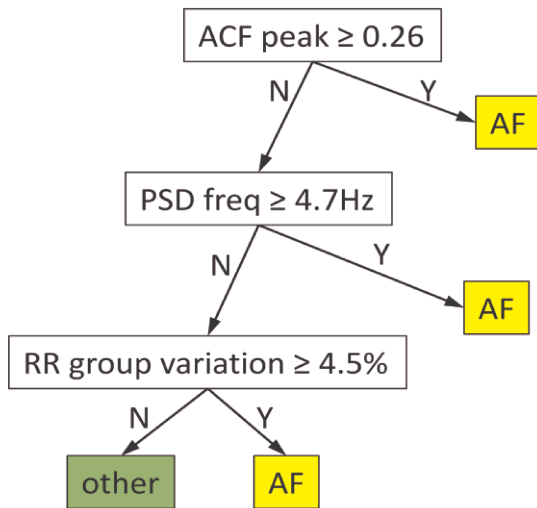 ACF peak ≥ 0.26
N
Y
AF
PSD freq ≥ 4.7Hz
N
Y
AF
RR group variation ≥ 4.5%
N
Y
other
AF